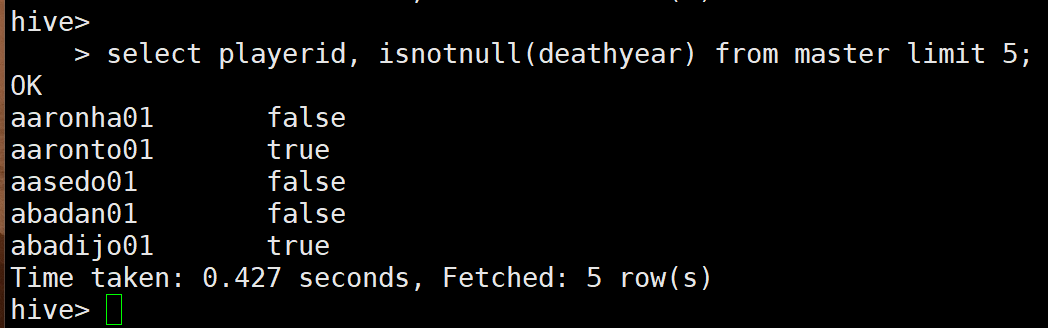 hive>
    > select playerid, isnotnull(deathyear) from master limit 5;
OK
aaronha01       false
aaronto01       true
aasedo01        false
abadan01        false
abadijo01       true
Time taken: 0.427 seconds, Fetched: 5 row(s)
hive>